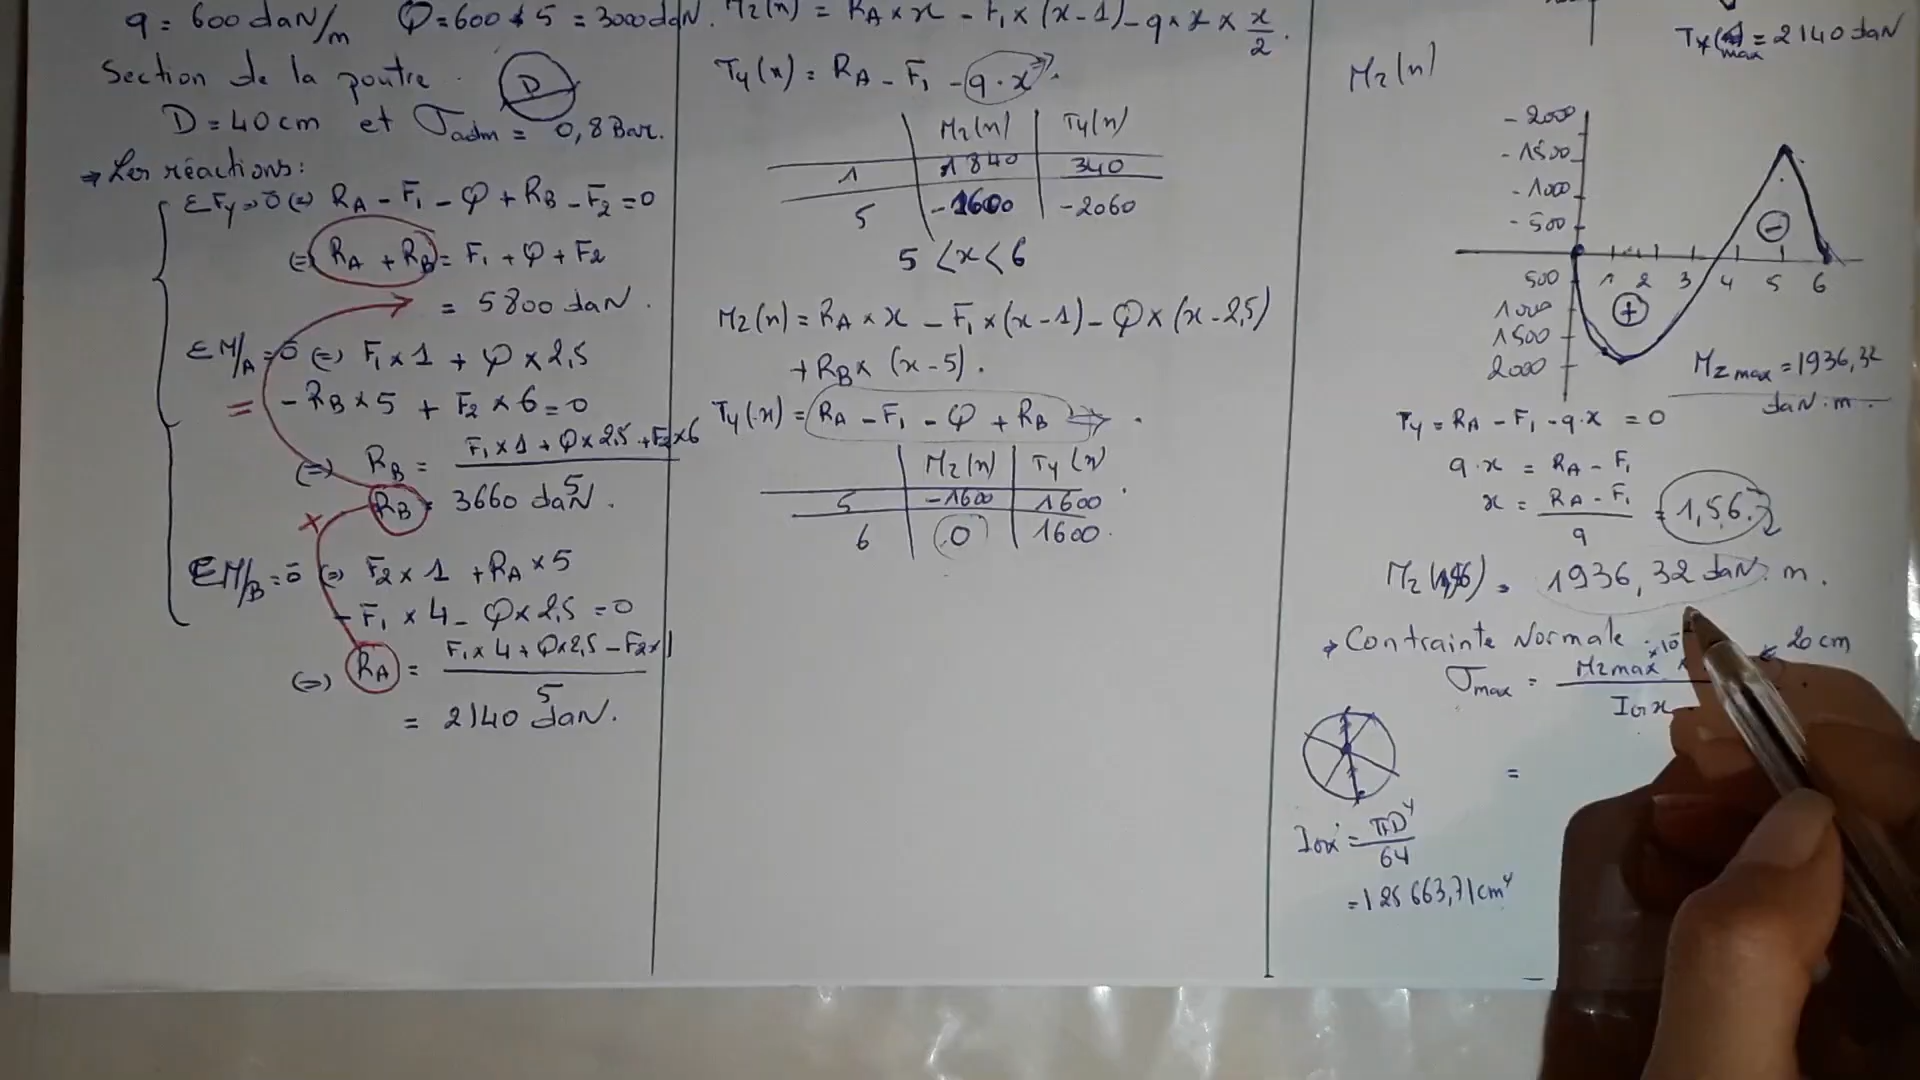 q = 600 daN/m   Q = 600 * 5 = 3000 daN.
Section de la poutre.
D
D = 40 cm et σadm = 0,8 Bar.
→ Les réactions:
ΣFy = 0 (=) RA - F1 - Q + RB - F2 = 0
(=) RA + RB = F1 + Q + F2
= 5800 daN.
ΣM/A = 0 (=) F1 x 1 + Q x 2,5
- RB x 5 + F2 x 6 = 0
(=) RB = F1 x 1 + Q x 2,5 + F2 x 6 / 5
RB = 3660 daN.
ΣM/B = 0 (=) F2 x 1 + RA x 5
- F1 x 4 - Q x 2,5 = 0
(=) RA = F1 x 4 + Q x 2,5 - F2 x 1 / 5
= 2140 daN.
Mz(x) = RA x x - F1 x (x-1) - q x x x x/2.
Ty(x) = RA - F1 - q.x
Mz(x) Ty(x)
1 1840 340
5 -1600 -2060
5 < x < 6
Mz(x) = RA x x - F1 x (x-1) - Q x (x-2,5)
+ RB x (x-5).
Ty(x) = RA - F1 - Q + RB
Mz(x) Ty(x)
5 -1600 1600
6 0 1600
Tymax = 2140 daN
Mz(x)
- 2000
- 1500
- 1000
- 500
500 1 2 3 4 5 6
1000
1500
2000
+
-
Mzmax = 1936,32
daN.m.
Ty = RA - F1 - q.x = 0
q.x = RA - F1
x = RA - F1 / q = 1,56.
Mz(1,56) = 1936,32 daN.m.
→ Contrainte Normale.
σmax = Mzmax x 10 / Iox
20 cm
=
Iox = πD⁴ / 64
= 125 663,71 cm⁴